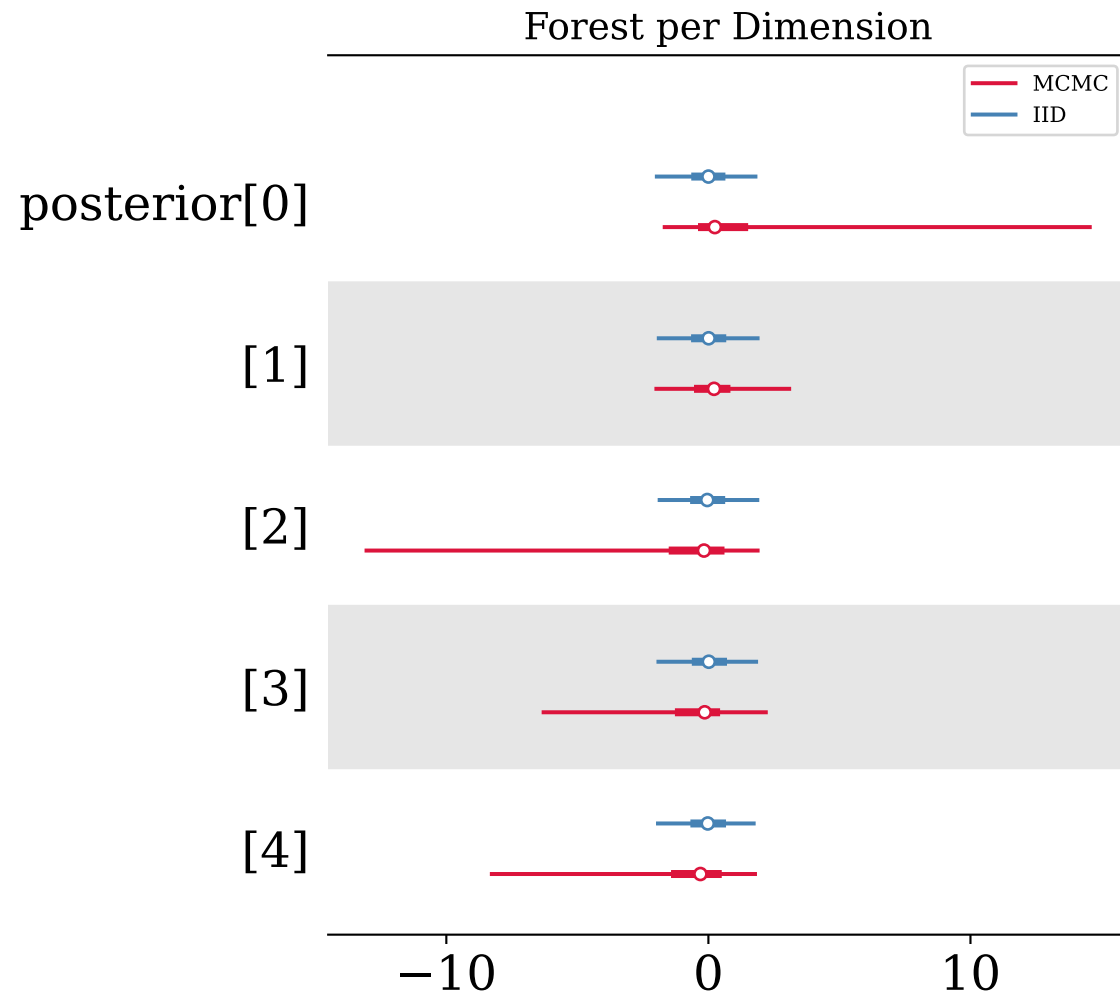 Forest per Dimension
MCMC
IID
posterior[0]
[1]
[2]
[3]
[4]
−10 0 10